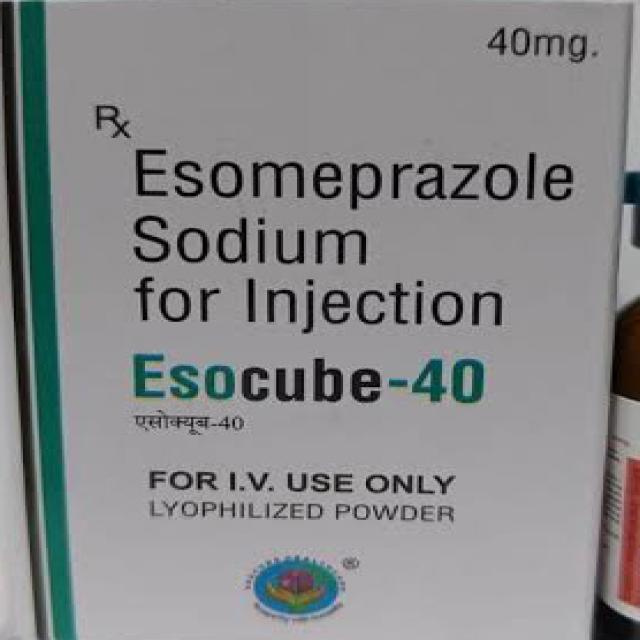 40mg.
Rx
Esomeprazole
Sodium
for Injection
Esocube-40
एसोक्यूब-40
FOR I.V. USE ONLY
LYOPHILIZED POWDER
®